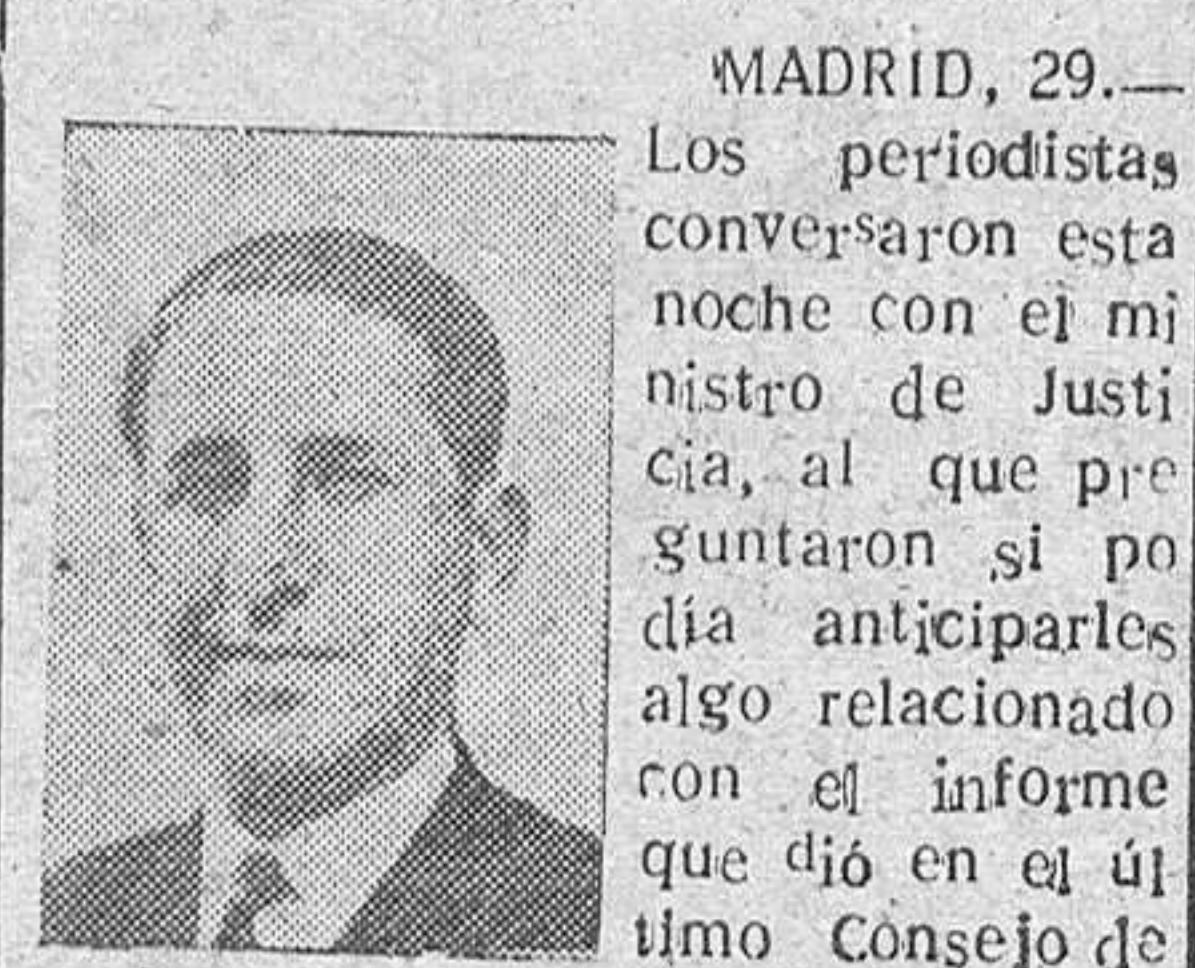 MADRID, 29.—
Los periodistas
conversaron esta
noche con el mi
nistro de Justi
cia, al que pre
guntaron si po
día anticiparles
algo relacionado
con el informe
que dió en el úl
timo Consejo de